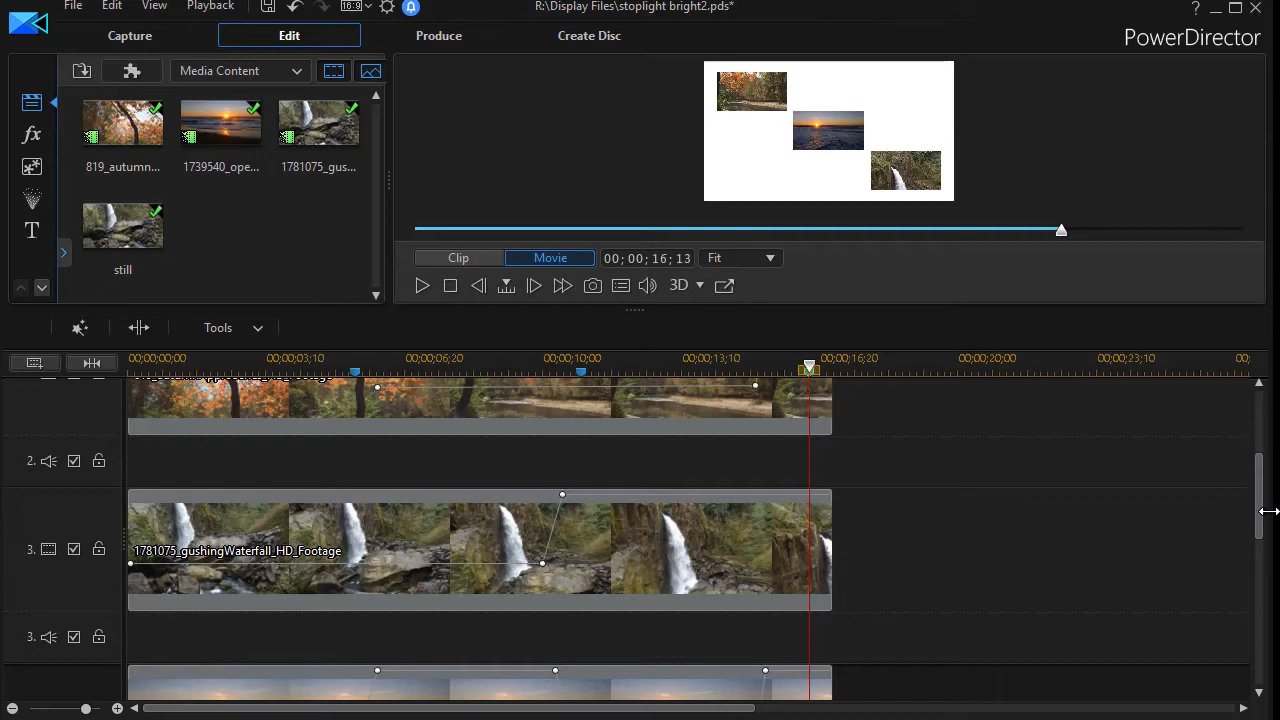 File Edit View Playback 16:9 R:\Display Files\stoplight bright2.pds* ?
Capture Edit Produce Create Disc PowerDirector
Media Content
fx
819_autumn... 1739540_ope... 1781075_gus...
T
still
Clip Movie 00; 00; 16; 13 Fit
3D
Tools
00;00;00;00 00;00;03;10 00;00;06;20 00;00;10;00 00;00;13;10 00;00;16;20 00;00;20;00 00;00;23;10 00;
2.
3. 1781075_gushingWaterfall_HD_Footage
3.